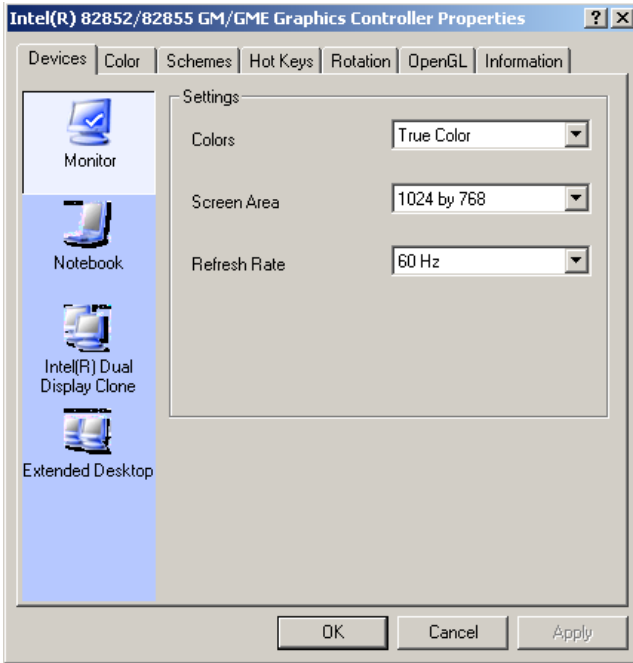 Intel(R) 82852/82855 GM/GME Graphics Controller Properties
Devices Color Schemes Hot Keys Rotation OpenGL Information
Monitor
Notebook
Intel(R) Dual
Display Clone
Extended Desktop
Settings
Colors True Color
Screen Area 1024 by 768
Refresh Rate 60 Hz
OK Cancel Apply